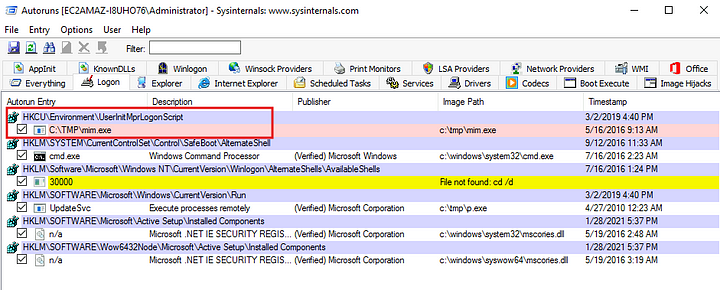 Autoruns [EC2AMAZ-I8UHO76\Administrator] - Sysinternals: www.sysinternals.com
File Entry Options User Help
Filter:
AppInit KnownDLLs Winlogon Winsock Providers Print Monitors LSA Providers Network Providers WMI Office
Everything Logon Explorer Internet Explorer Scheduled Tasks Services Drivers Codecs Boot Execute Image Hijacks
Autorun Entry Description Publisher Image Path Timestamp
HKCU\Environment\UserInitMprLogonScript 3/2/2019 4:40 PM
C:\TMP\mim.exe c:\tmp\mim.exe 5/16/2016 9:13 AM
HKLM\SYSTEM\CurrentControlSet\Control\SafeBoot\AlternateShell 9/12/2016 11:33 AM
cmd.exe Windows Command Processor (Verified) Microsoft Windows c:\windows\system32\cmd.exe 7/16/2016 2:23 AM
HKLM\Software\Microsoft\Windows NT\CurrentVersion\Winlogon\AlternateShells\AvailableShells 7/16/2016 1:24 PM
30000 File not found: cd /d
HKLM\SOFTWARE\Microsoft\Windows\CurrentVersion\Run 3/2/2019 4:40 PM
UpdateSvc Execute processes remotely (Verified) Microsoft Corporation c:\tmp\p.exe 4/27/2010 12:23 AM
HKLM\SOFTWARE\Microsoft\Active Setup\Installed Components 1/28/2021 5:37 PM
n/a Microsoft .NET IE SECURITY REGIS... (Verified) Microsoft Corporation c:\windows\system32\mscories.dll 5/19/2016 2:48 AM
HKLM\SOFTWARE\Wow6432Node\Microsoft\Active Setup\Installed Components 1/28/2021 5:37 PM
n/a Microsoft .NET IE SECURITY REGIS... (Verified) Microsoft Corporation c:\windows\syswow64\mscories.dll 5/19/2016 3:19 AM